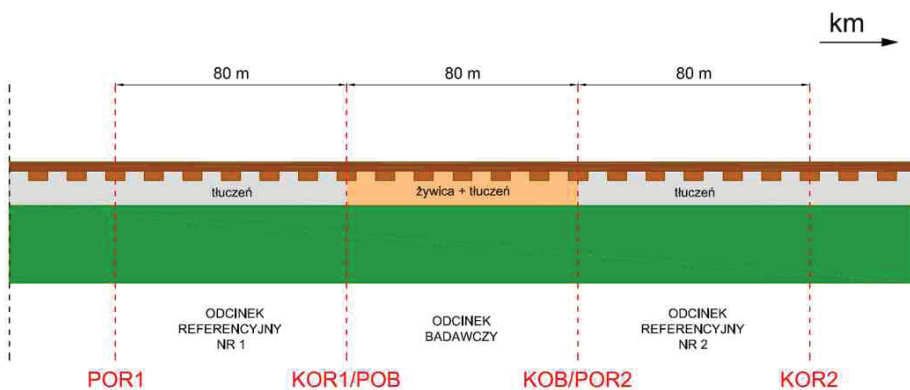 km
80 m 80 m 80 m
tłuczeń żywica + tłuczeń tłuczeń
ODCINEK
REFERENCYJNY
NR 1
ODCINEK
BADAWCZY
ODCINEK
REFERENCYJNY
NR 2
POR1 KOR1/POB KOB/POR2 KOR2